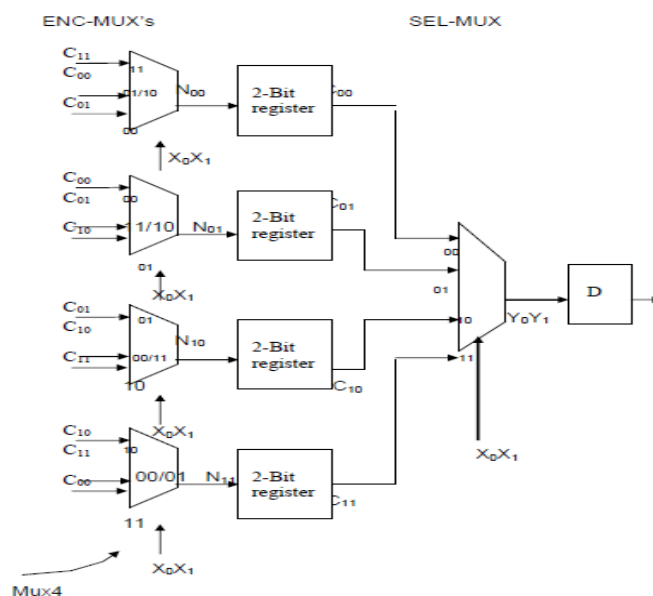 ENC-MUX's
SEL-MUX
C11
C00
C01
11
01/10
00
N00
2-Bit
register
C00
X0X1
C00
C01
C10
00
11/10
01
N01
2-Bit
register
C01
X0X1
C01
C10
C11
01
00/11
10
N10
2-Bit
register
C10
X0X1
C10
C11
C00
10
00/01
11
N11
2-Bit
register
C11
X0X1
00
01
10
11
Y0Y1
D
X0X1
Mux4